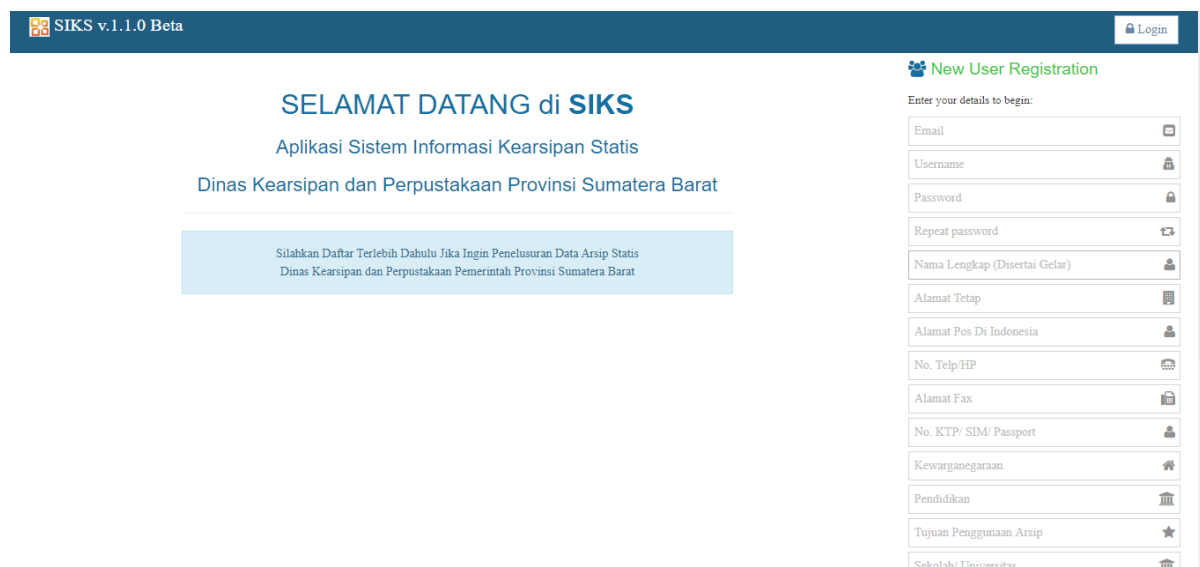 SIKS v.1.1.0 Beta
Login
SELAMAT DATANG di SIKS
Aplikasi Sistem Informasi Kearsipan Statis
Dinas Kearsipan dan Perpustakaan Provinsi Sumatera Barat
Silahkan Daftar Terlebih Dahulu Jika Ingin Penelusuran Data Arsip Statis
Dinas Kearsipan dan Perpustakaan Pemerintah Provinsi Sumatera Barat
New User Registration
Enter your details to begin:
Email
Username
Password
Repeat password
Nama Lengkap (Disertai Gelar)
Alamat Tetap
Alamat Pos Di Indonesia
No. Telp/HP
Alamat Fax
No. KTP/ SIM/ Passport
Kewarganegaraan
Pendidikan
Tujuan Penggunaan Arsip
Sekolah/ Universitas